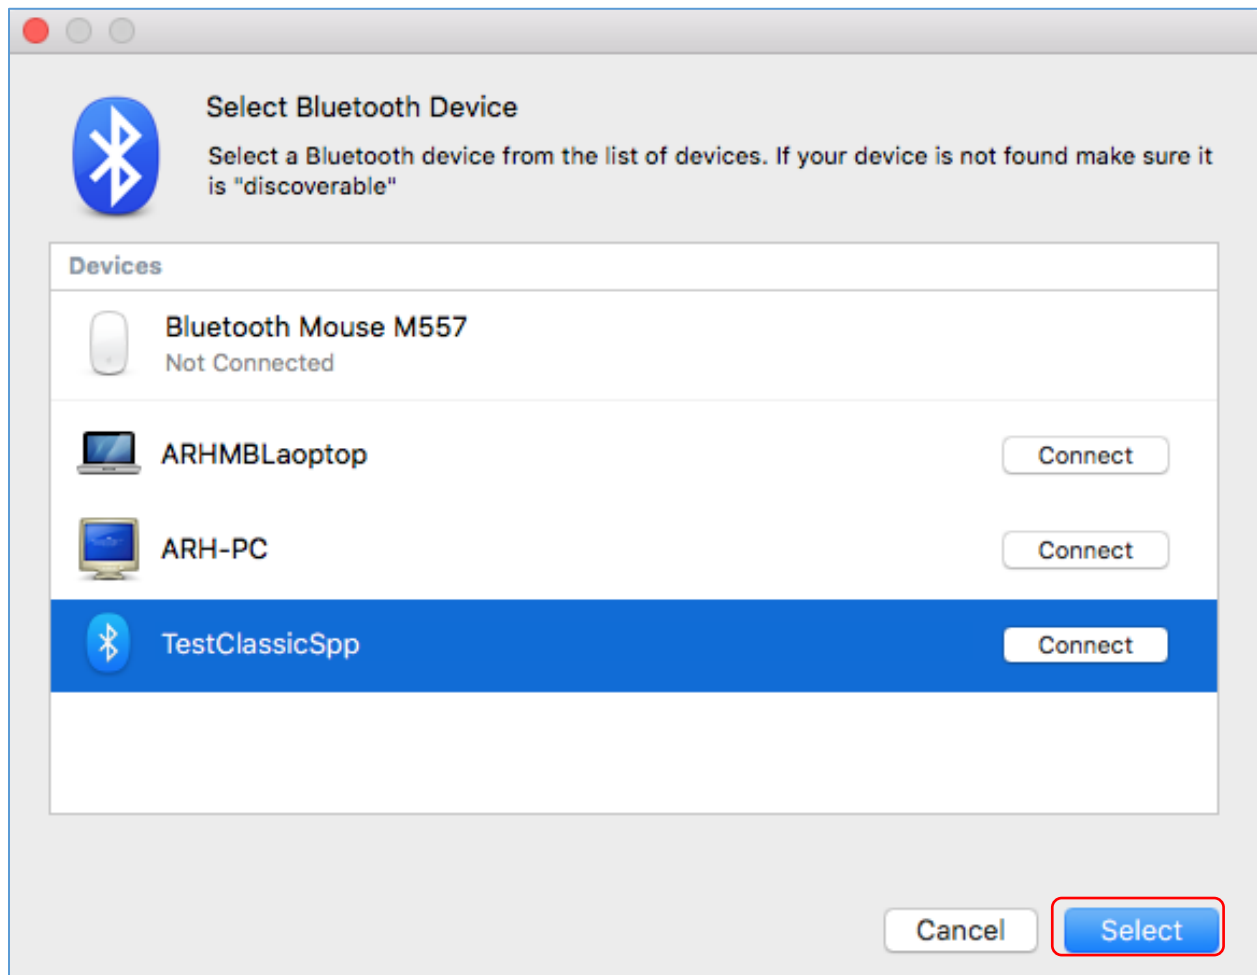 Select Bluetooth Device
Select a Bluetooth device from the list of devices. If your device is not found make sure it
is "discoverable"
Devices
Bluetooth Mouse M557
Not Connected
ARHMBLaoptop
Connect
ARH-PC
Connect
TestClassicSpp
Connect
Cancel
Select